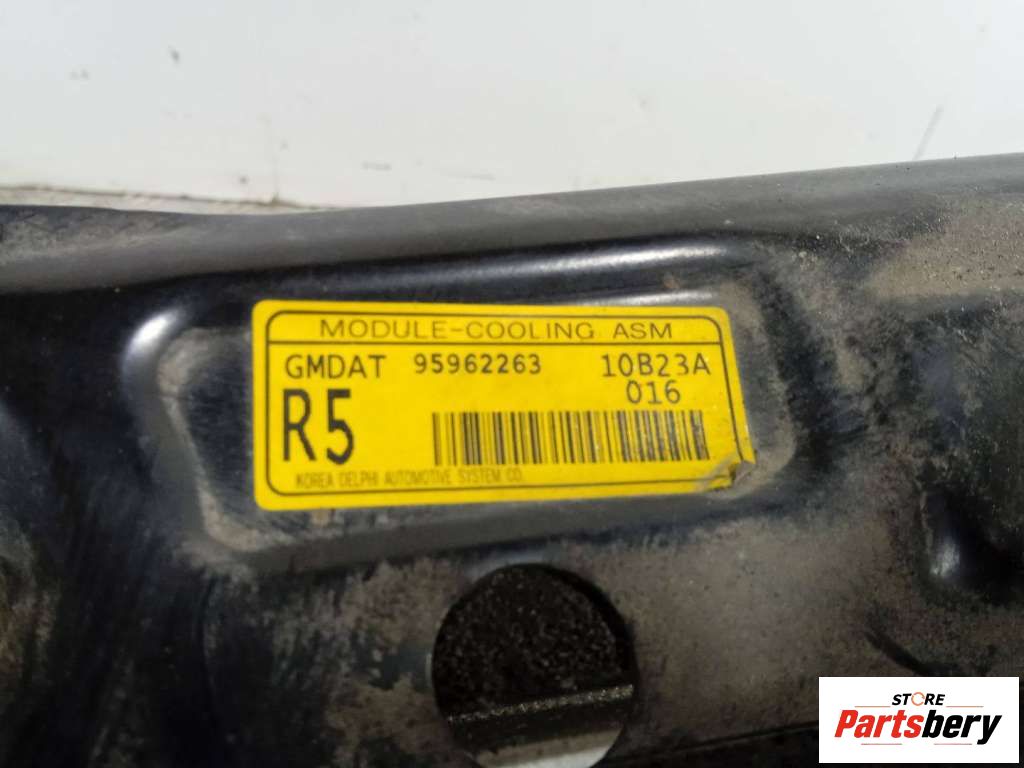 MODULE-COOLING ASM
GMDAT 95962263 10B23A
016
R5
KOREA DELPHI AUTOMOTIVE SYSTEM CO.
STORE
Partsbery